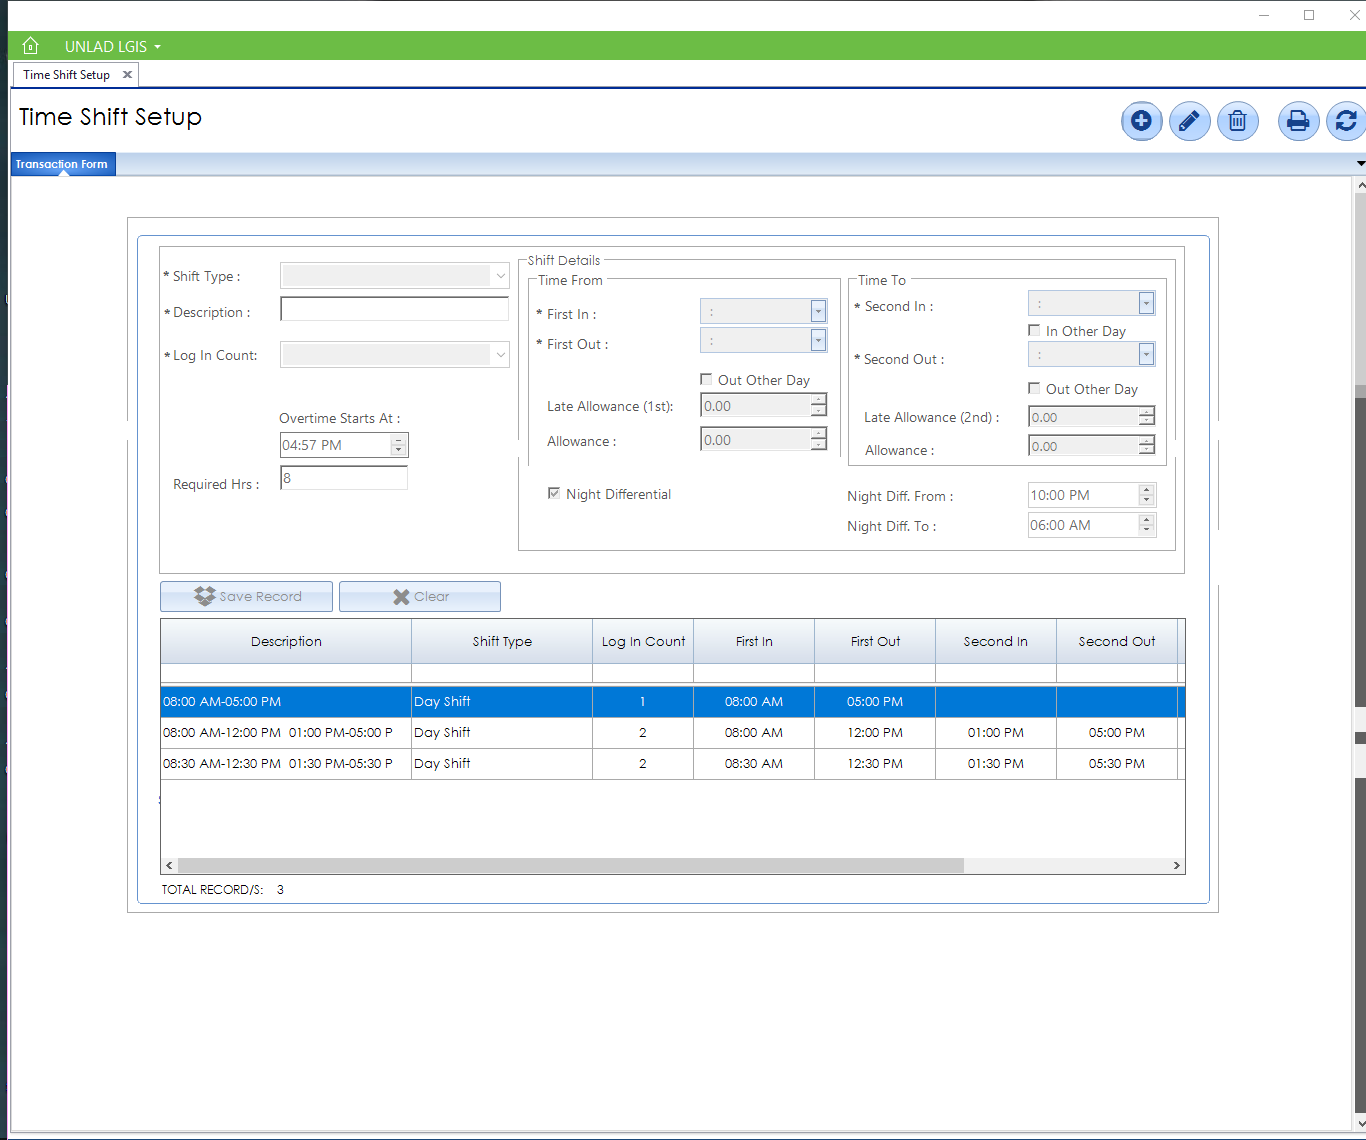 UNLAD LGIS
Time Shift Setup
Time Shift Setup
Transaction Form
* Shift Type :
* Description :
* Log In Count:
Overtime Starts At :
04:57 PM
Required Hrs :
8
Shift Details
Time From
* First In :
:
* First Out :
:
Out Other Day
Late Allowance (1st):
0.00
Allowance :
0.00
Night Differential
Time To
* Second In :
:
In Other Day
* Second Out :
:
Out Other Day
Late Allowance (2nd) :
0.00
Allowance :
0.00
Night Diff. From :
10:00 PM
Night Diff. To :
06:00 AM
Save Record
Clear
Description Shift Type Log In Count First In First Out Second In Second Out
08:00 AM-05:00 PM Day Shift 1 08:00 AM 05:00 PM
08:00 AM-12:00 PM 01:00 PM-05:00 P Day Shift 2 08:00 AM 12:00 PM 01:00 PM 05:00 PM
08:30 AM-12:30 PM 01:30 PM-05:30 P Day Shift 2 08:30 AM 12:30 PM 01:30 PM 05:30 PM
TOTAL RECORD/S: 3